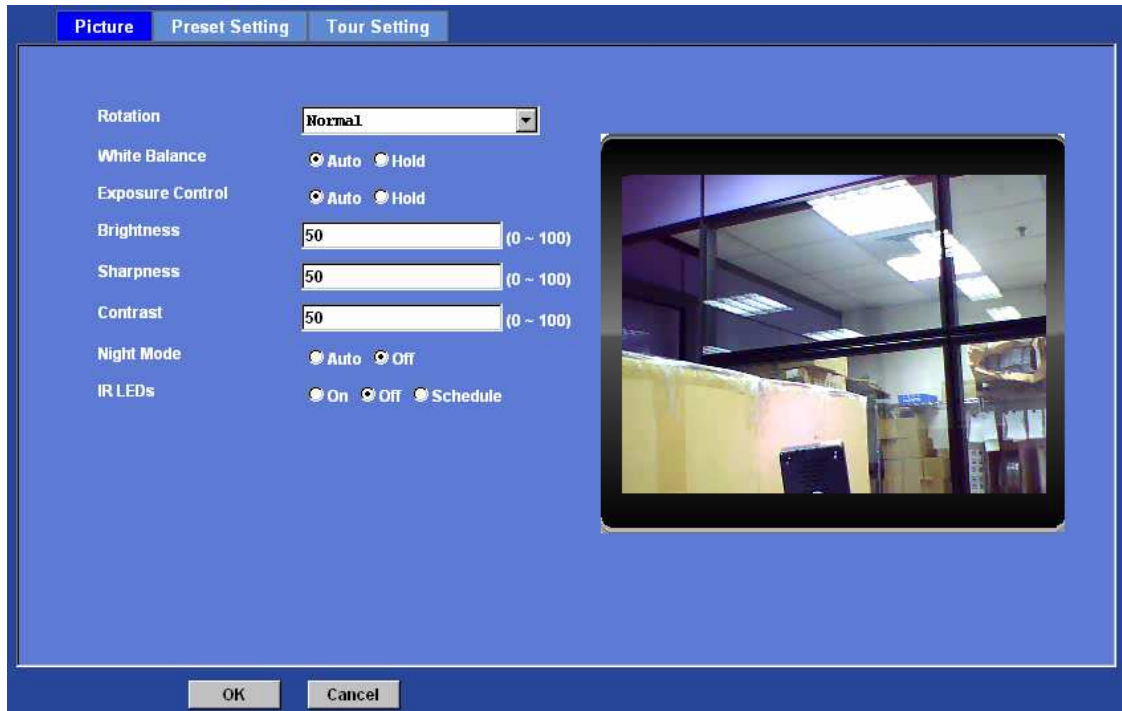 Picture Preset Setting Tour Setting
Rotation Normal
White Balance Auto Hold
Exposure Control Auto Hold
Brightness 50 (0 ~ 100)
Sharpness 50 (0 ~ 100)
Contrast 50 (0 ~ 100)
Night Mode Auto Off
IR LEDs On Off Schedule
OK Cancel